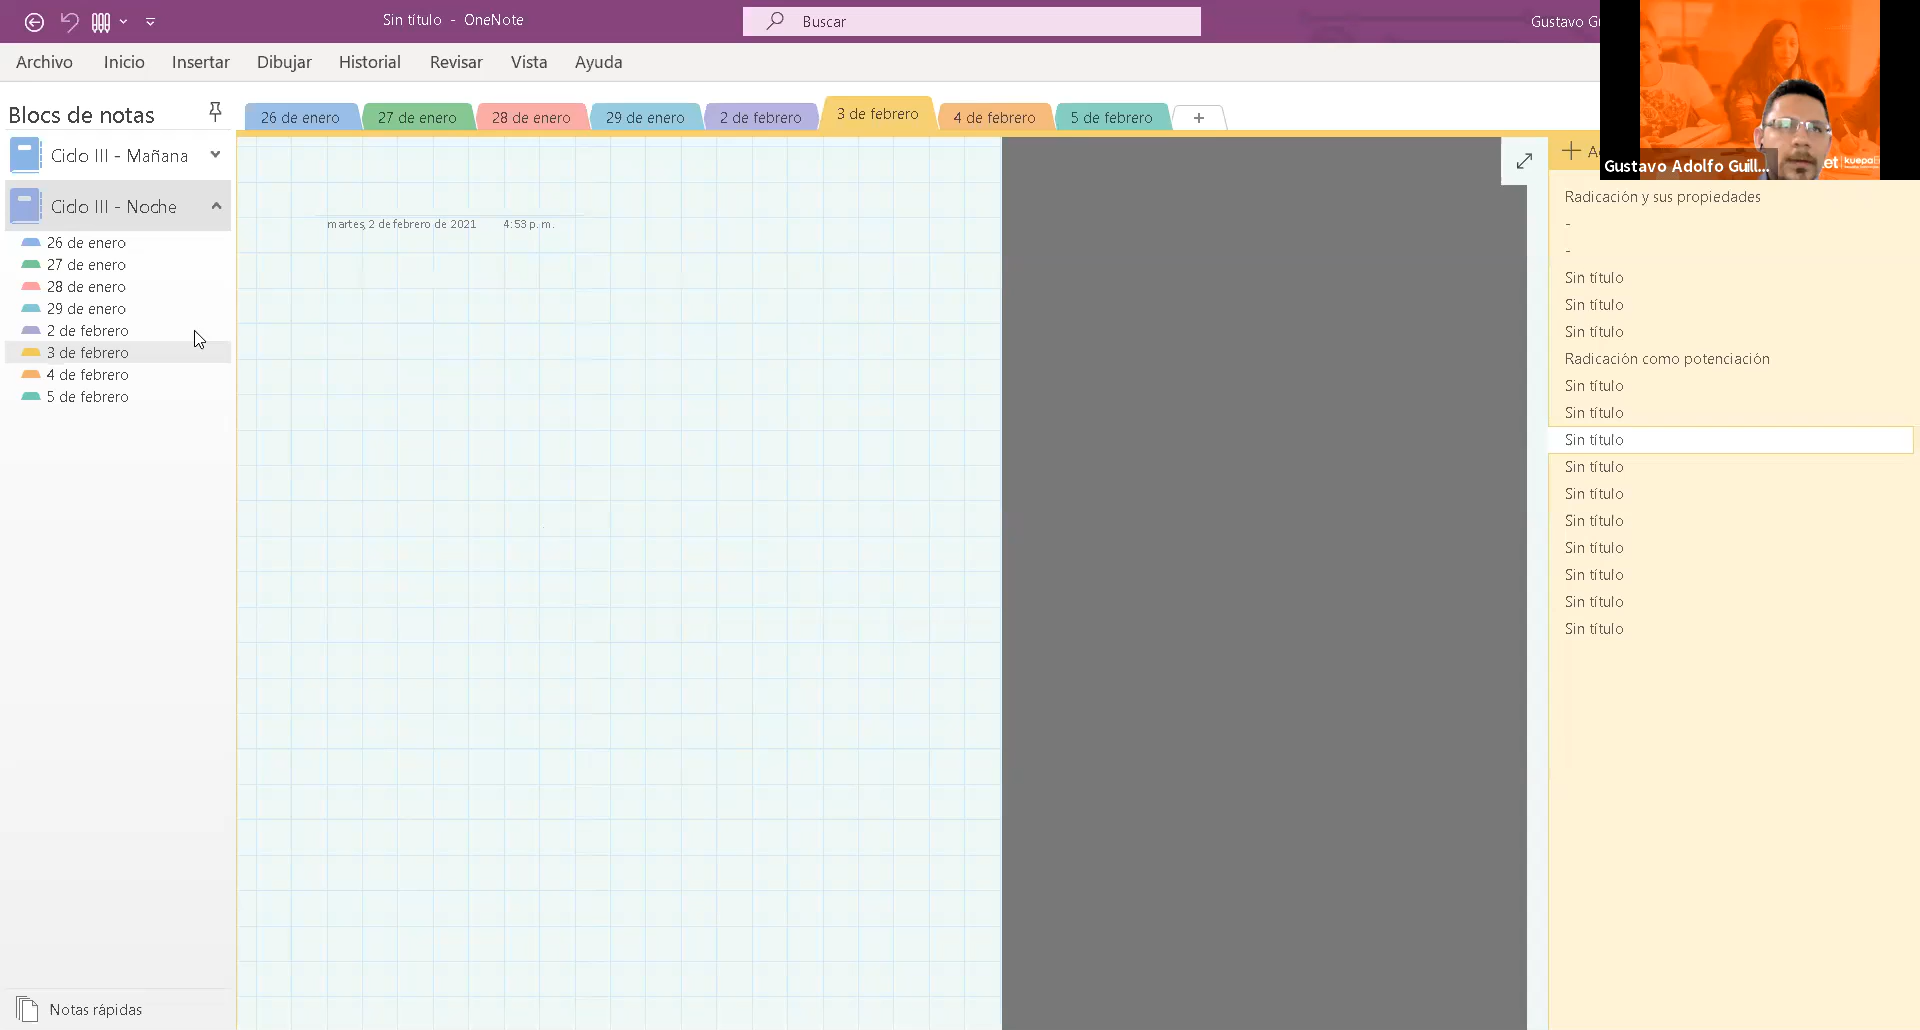 Sin título - OneNote
Buscar
Gustavo
Archivo Inicio Insertar Dibujar Historial Revisar Vista Ayuda
Gustavo Adolfo Guill...
et | kuepa
Blocs de notas
Ciclo III - Mañana
Ciclo III - Noche
26 de enero
27 de enero
28 de enero
29 de enero
2 de febrero
3 de febrero
4 de febrero
5 de febrero
Notas rápidas
26 de enero 27 de enero 28 de enero 29 de enero 2 de febrero 3 de febrero 4 de febrero 5 de febrero +
martes, 2 de febrero de 2021 4:53 p. m.
Radicación y sus propiedades
-
-
Sin título
Sin título
Sin título
Radicación como potenciación
Sin título
Sin título
Sin título
Sin título
Sin título
Sin título
Sin título
Sin título
Sin título
Sin título